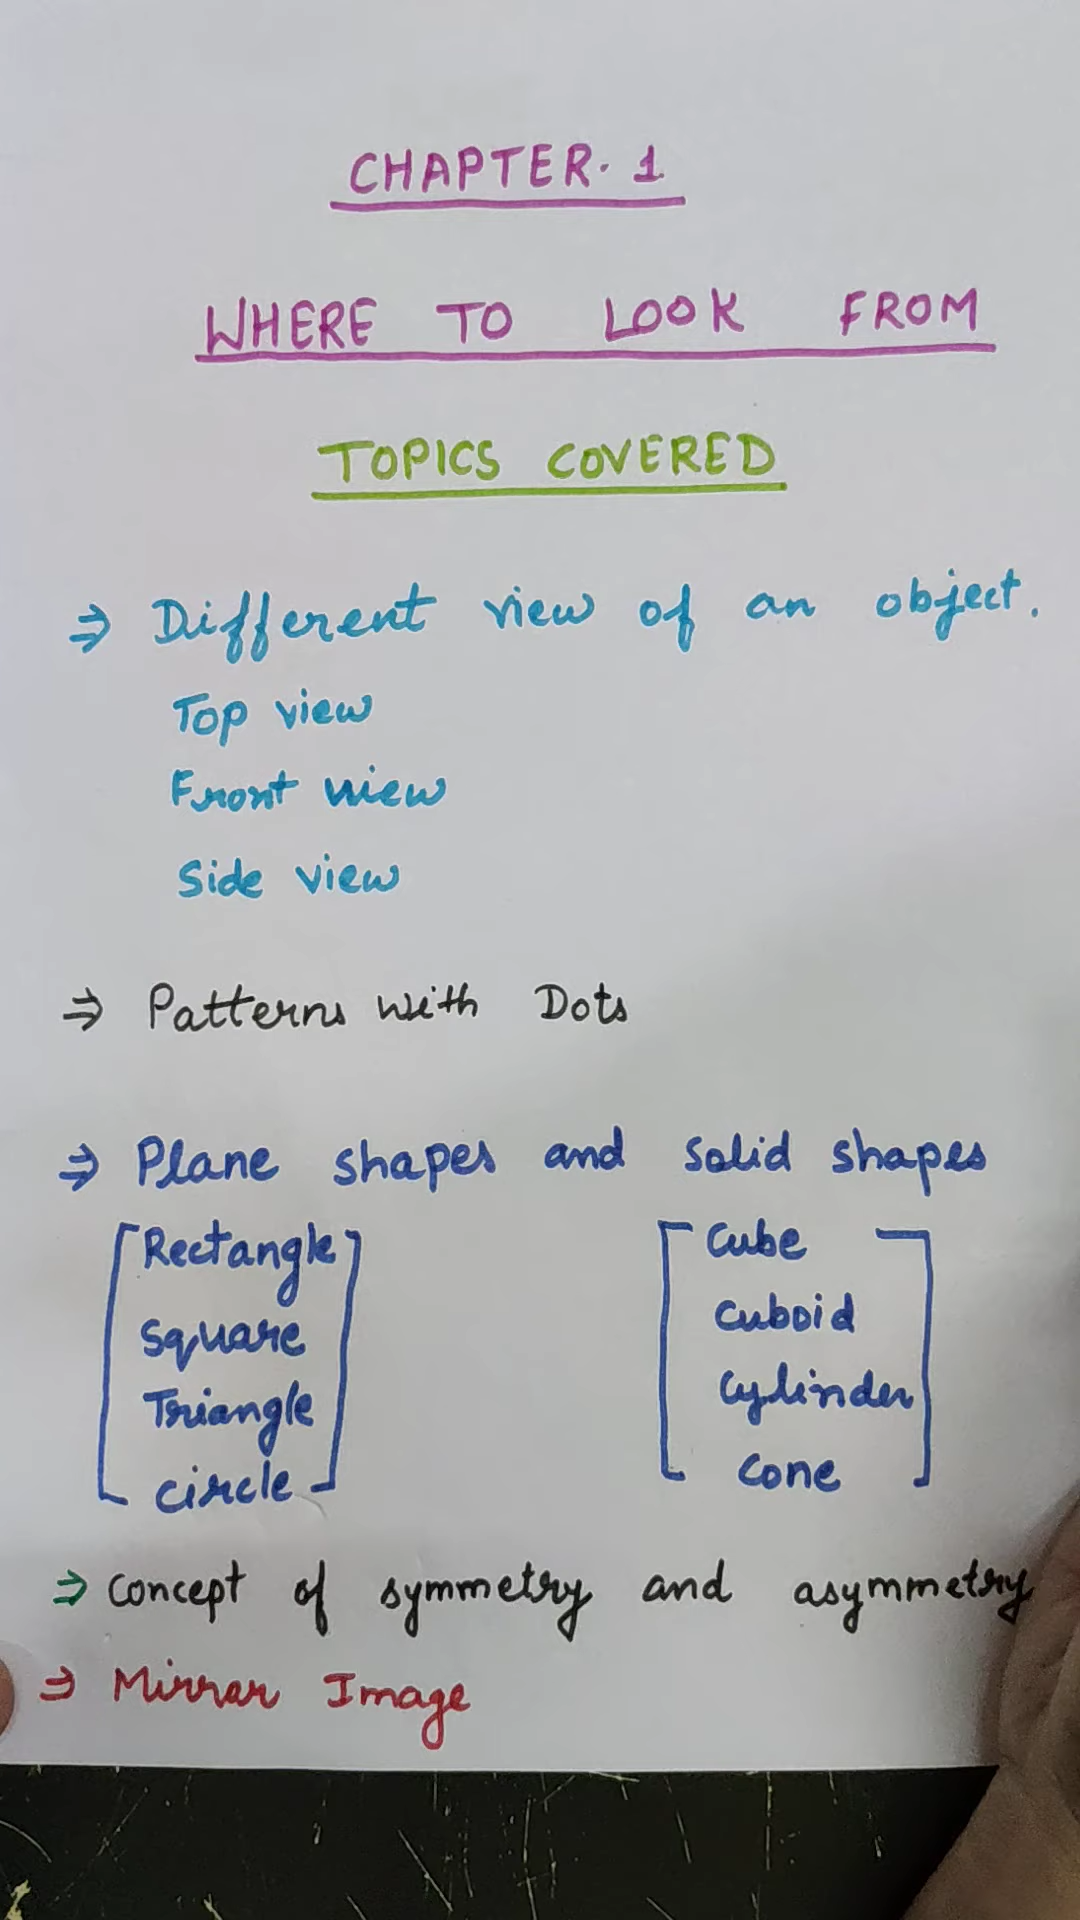 CHAPTER. 1
WHERE TO LOOK FROM
TOPICS COVERED
⇒ Different view of an object.
Top view
Front view
Side view
⇒ Patterns with Dots
⇒ Plane shapes and solid shapes
[Rectangle] [Cube]
Square Cuboid
Triangle Cylinder
circle Cone
⇒ Concept of symmetry and asymmetry
⇒ Mirrar Image